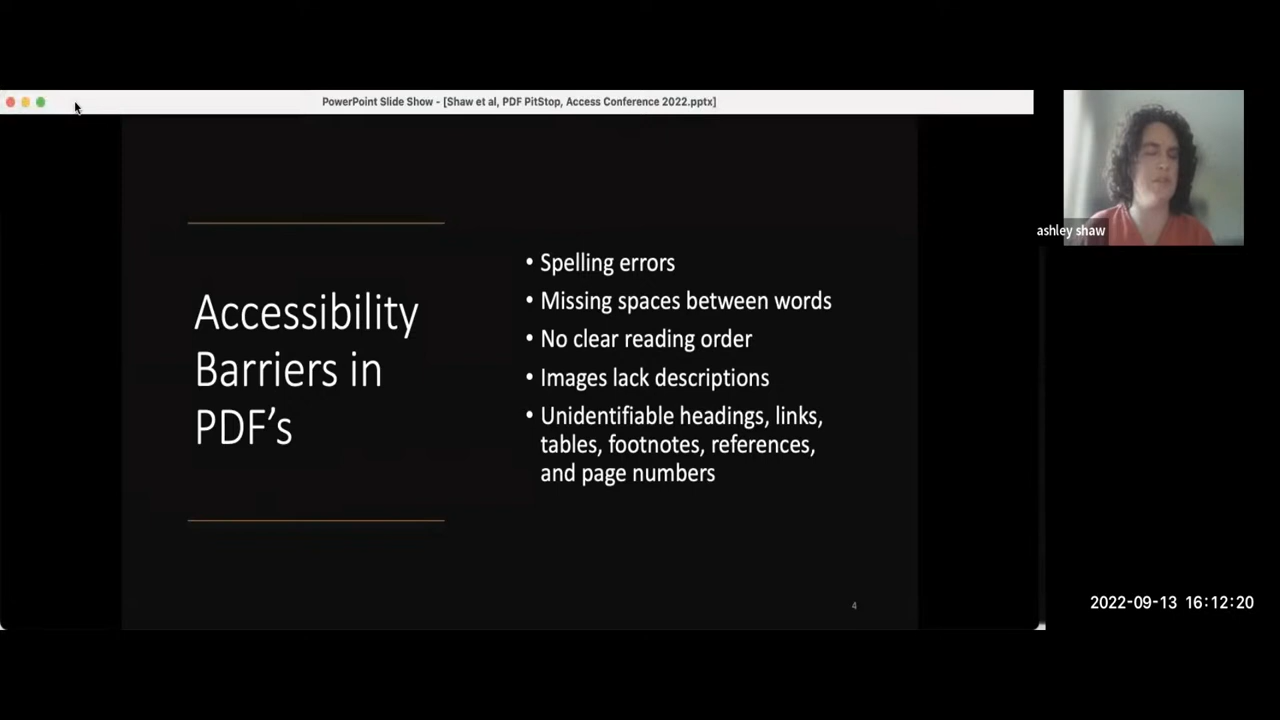 PowerPoint Slide Show - [Shaw et al, PDF PitStop, Access Conference 2022.pptx]
Accessibility
Barriers in
PDF's
• Spelling errors
• Missing spaces between words
• No clear reading order
• Images lack descriptions
• Unidentifiable headings, links,
tables, footnotes, references,
and page numbers
4
ashley shaw
2022-09-13 16:12:20